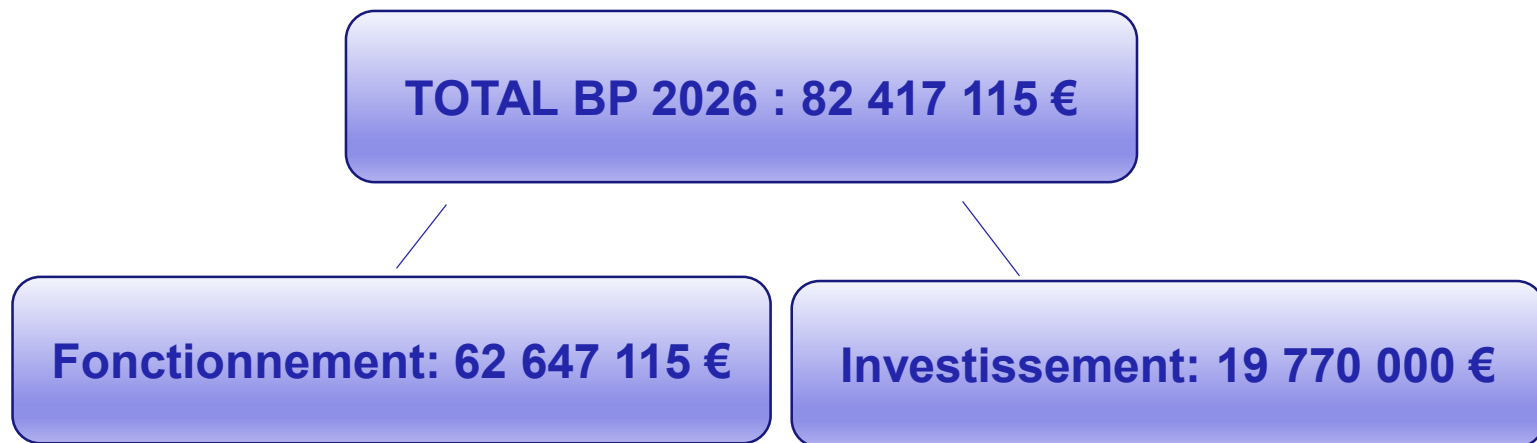 TOTAL BP 2026 : 82 417 115 €
Fonctionnement: 62 647 115 €
Investissement: 19 770 000 €